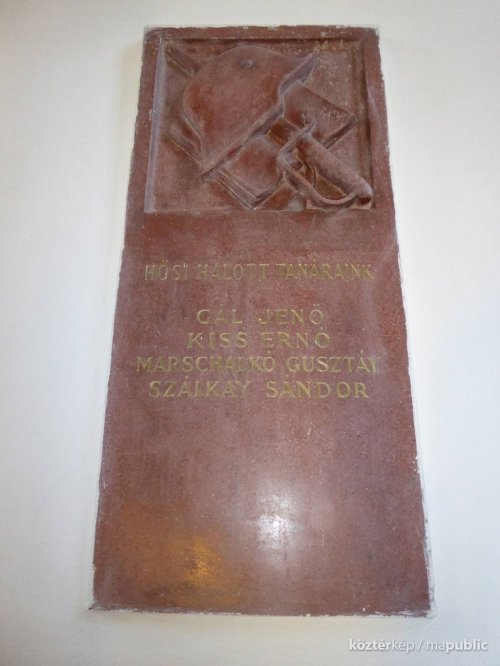 HŐSI HALOTT TANÁRAINK
GÁL JENŐ
KISS ERNŐ
MARSCHALKÓ GUSZTÁV
SZÁLKAY SÁNDOR
köztérkép / mapublic